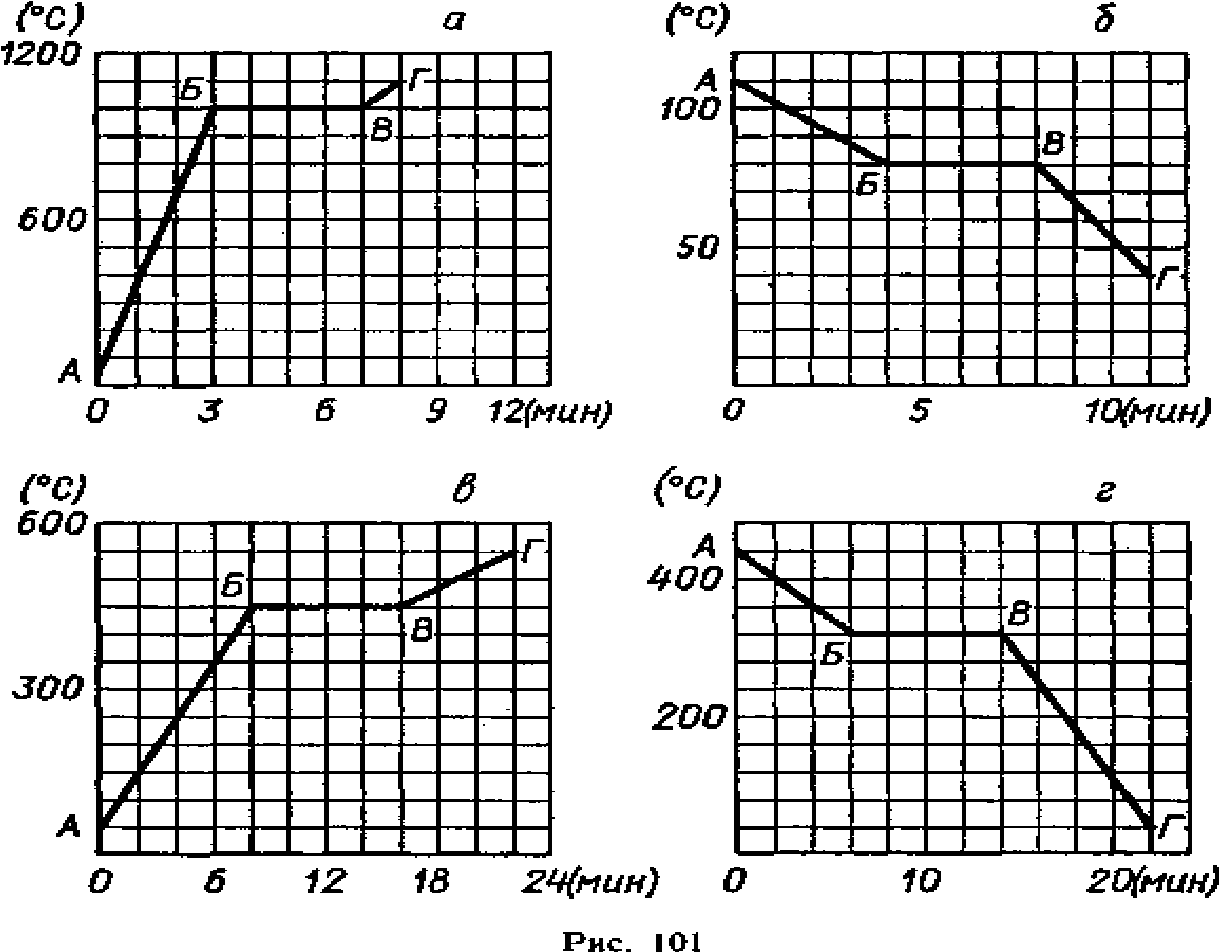 (°C) а
1200
Б Г
В
600
А
0 3 6 9 12(мин)
(°C) б
А
100
В
Б
50
Г
0 5 10(мин)
(°C) в
600
Г
Б
В
300
А
0 6 12 18 24(мин)
(°C) г
А
400
В
Б
200
Г
0 10 20(мин)
Рис. 101